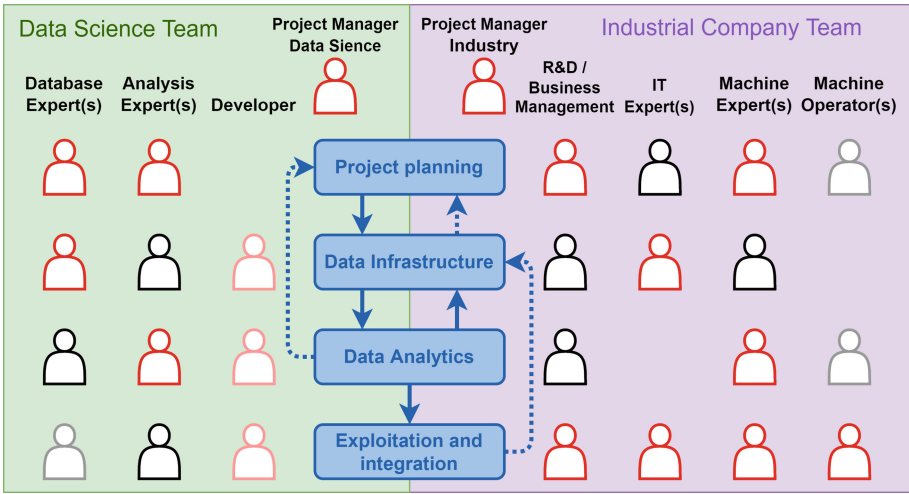 Data Science Team
Project Manager
Data Sience
Project Manager
Industry
Industrial Company Team
Database
Expert(s)
Analysis
Expert(s)
Developer
R&D /
Business
Management
IT
Expert(s)
Machine
Expert(s)
Machine
Operator(s)
Project planning
Data Infrastructure
Data Analytics
Exploitation and
integration